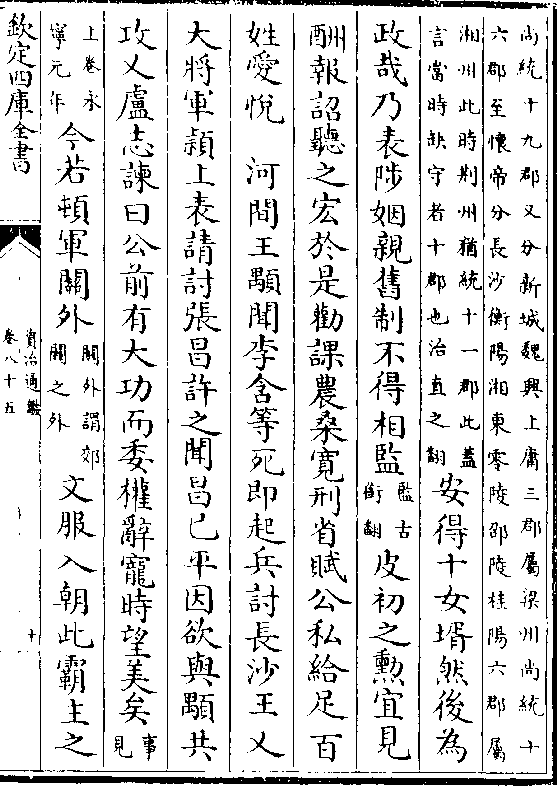 尚統十九郡又分新城魏興上庸三郡屬梁州尚統十
六郡至懷帝分長沙衡陽湘東零陵邵陵桂陽六郡屬
湘州此時荆州猶統十一郡此蓋
言當時缺守者十郡也治直之翻
安得十女壻然後為
政哉乃表陟姻親舊制不得相監
監古
銜翻
皮初之勲宜見
酬報詔聽之宏於是勸課農桑寛刑省賦公私給足百
姓愛悦　河間王顒聞李含等死即起兵討長沙王乂
大將軍穎上表請討張昌許之聞昌已平因欲與顒共
攻乂盧志諫曰公前有大功而委權辭寵時望美矣
事
見
上卷永
寧元年
今若頓軍關外
關外謂郊
關之外
文服入朝此霸主之
欽定四庫全書
資治通鑑
卷八十五
十